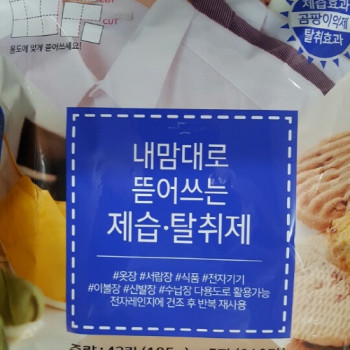 CUT
용도에 맞게 뜯어쓰세요!
제습효과
곰팡이억제
탈취효과
내맘대로
뜯어쓰는
제습·탈취제
#옷장 #서랍장 #식품 #전자기기
#이불장 #신발장 #수납장 다용도로 활용가능
전자레인지에 건조 후 반복 재사용